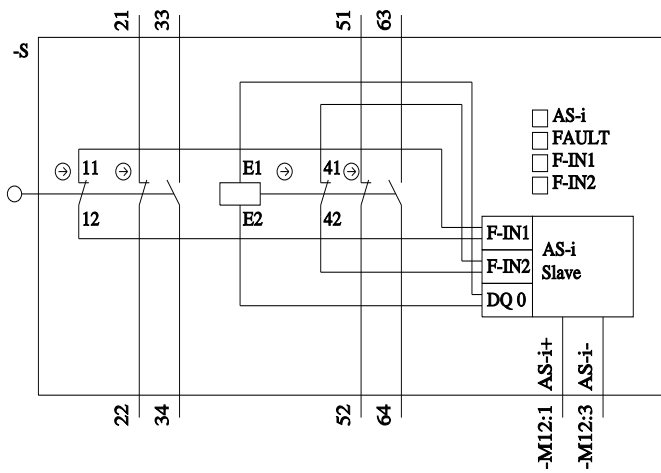 21 33 51 63
-S
AS-i
FAULT
F-IN1
F-IN2
11 E1 41
12 E2 42
F-IN1
F-IN2
DQ 0
AS-i
Slave
22 34 52 64
-M12:1 AS-i+
-M12:3 AS-i-